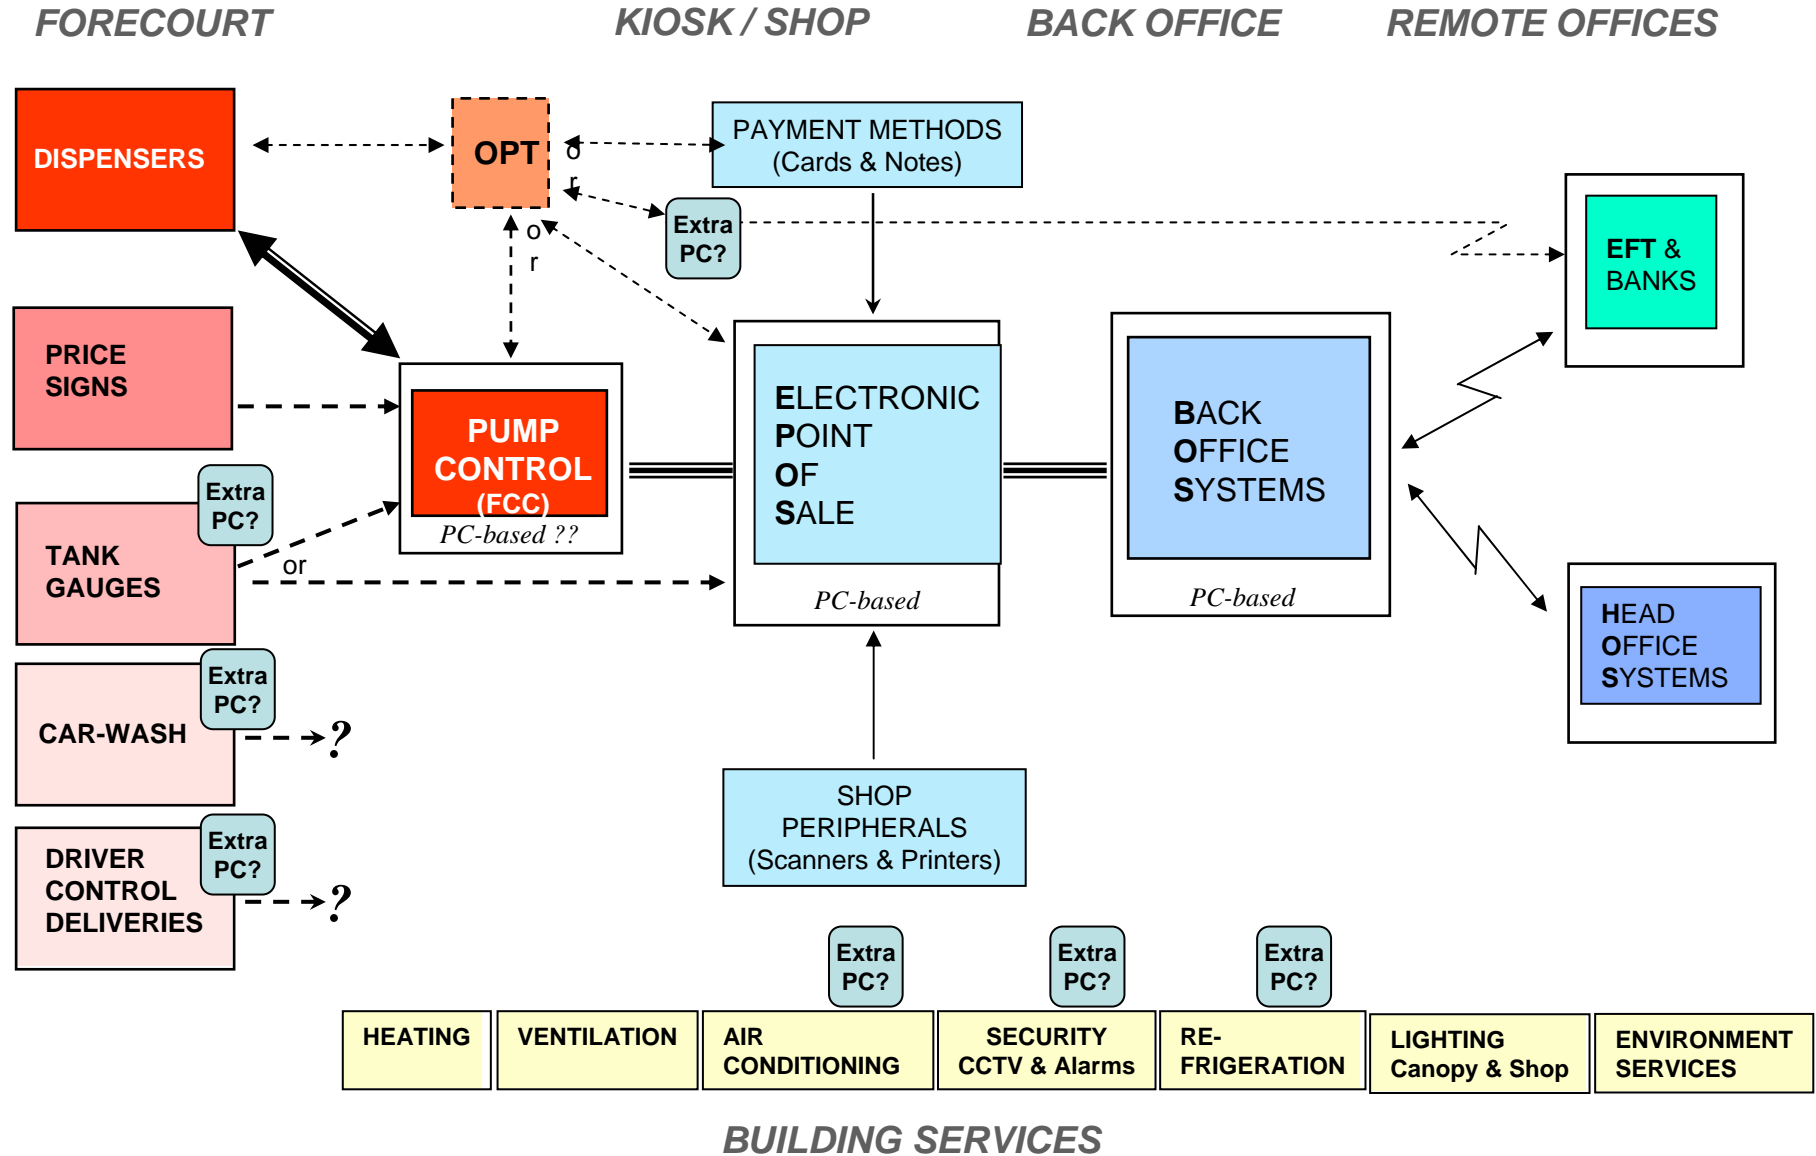 FORECOURT
KIOSK / SHOP
BACK OFFICE
REMOTE OFFICES
DISPENSERS
OPT
o
r
PAYMENT METHODS
(Cards & Notes)
o
r
Extra
PC?
EFT &
BANKS
PRICE
SIGNS
PUMP
CONTROL
(FCC)
PC-based ??
ELECTRONIC
POINT
OF
SALE
PC-based
BACK
OFFICE
SYSTEMS
PC-based
Extra
PC?
TANK
GAUGES
or
HEAD
OFFICE
SYSTEMS
Extra
PC?
CAR-WASH
?
SHOP
PERIPHERALS
(Scanners & Printers)
Extra
PC?
DRIVER
CONTROL
DELIVERIES
?
Extra
PC?
Extra
PC?
Extra
PC?
HEATING
VENTILATION
AIR
CONDITIONING
SECURITY
CCTV & Alarms
RE-
FRIGERATION
LIGHTING
Canopy & Shop
ENVIRONMENT
SERVICES
BUILDING SERVICES